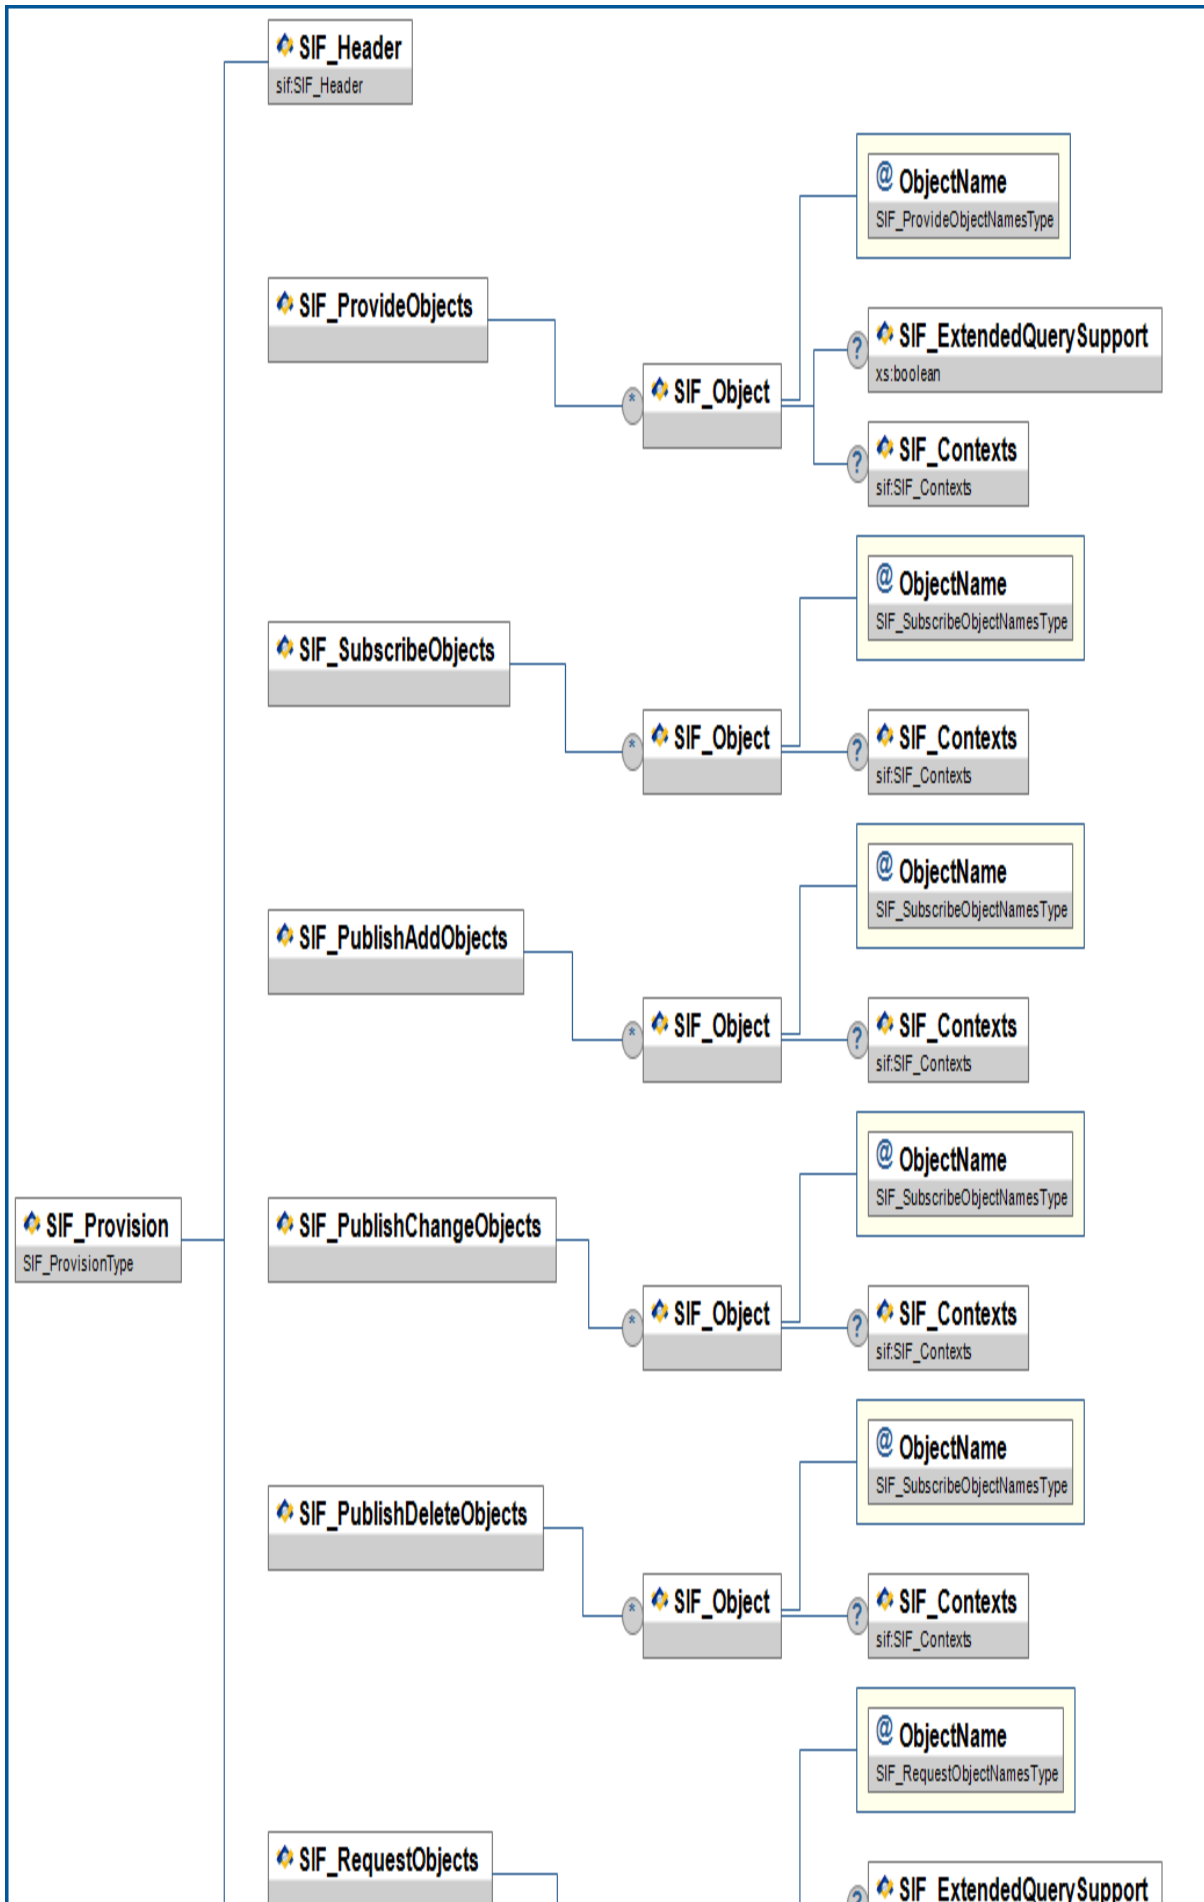 SIF_Header
sif:SIF_Header
@ ObjectName
SIF_ProvideObjectNamesType
SIF_ProvideObjects
? SIF_ExtendedQuerySupport
xs:boolean
* SIF_Object
? SIF_Contexts
sif:SIF_Contexts
@ ObjectName
SIF_SubscribeObjectNamesType
SIF_SubscribeObjects
* SIF_Object
? SIF_Contexts
sif:SIF_Contexts
@ ObjectName
SIF_SubscribeObjectNamesType
SIF_PublishAddObjects
* SIF_Object
? SIF_Contexts
sif:SIF_Contexts
@ ObjectName
SIF_SubscribeObjectNamesType
SIF_Provision
SIF_ProvisionType
SIF_PublishChangeObjects
* SIF_Object
? SIF_Contexts
sif:SIF_Contexts
@ ObjectName
SIF_SubscribeObjectNamesType
SIF_PublishDeleteObjects
* SIF_Object
? SIF_Contexts
sif:SIF_Contexts
@ ObjectName
SIF_RequestObjectNamesType
SIF_RequestObjects
? SIF_ExtendedQuerySupport